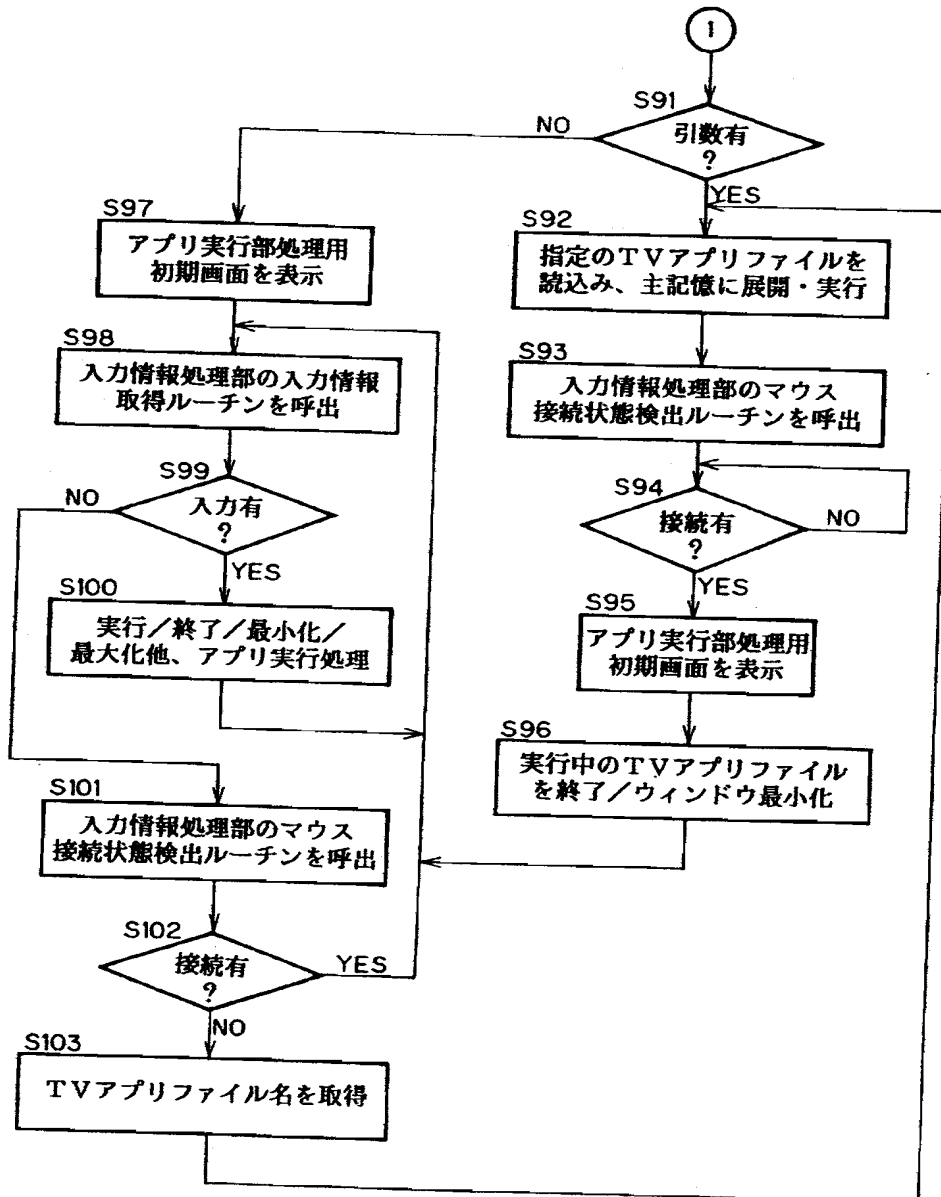 1
S91
引数有
?
NO
YES
S97
アプリ実行部処理用
初期画面を表示
S92
指定のTVアプリファイルを
読込み、主記憶に展開・実行
S98
入力情報処理部の入力情報
取得ルーチンを呼出
S93
入力情報処理部のマウス
接続状態検出ルーチンを呼出
S99
入力有
?
NO
YES
S94
接続有
?
NO
YES
S100
実行/終了/最小化/
最大化他、アプリ実行処理
S95
アプリ実行部処理用
初期画面を表示
S96
実行中のTVアプリファイル
を終了/ウィンドウ最小化
S101
入力情報処理部のマウス
接続状態検出ルーチンを呼出
S102
接続有
?
YES
NO
S103
TVアプリファイル名を取得